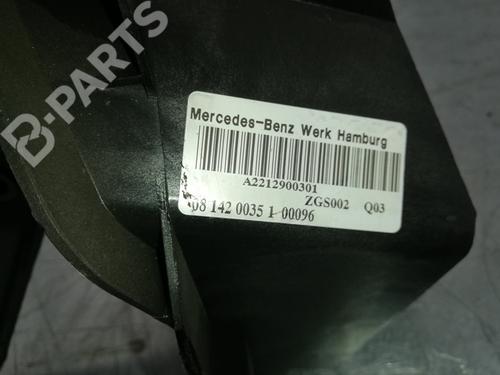 B-PARTS
Mercedes-Benz Werk Hamburg
A2212900301
ZGS002 Q03
08 142 0035 1 00096